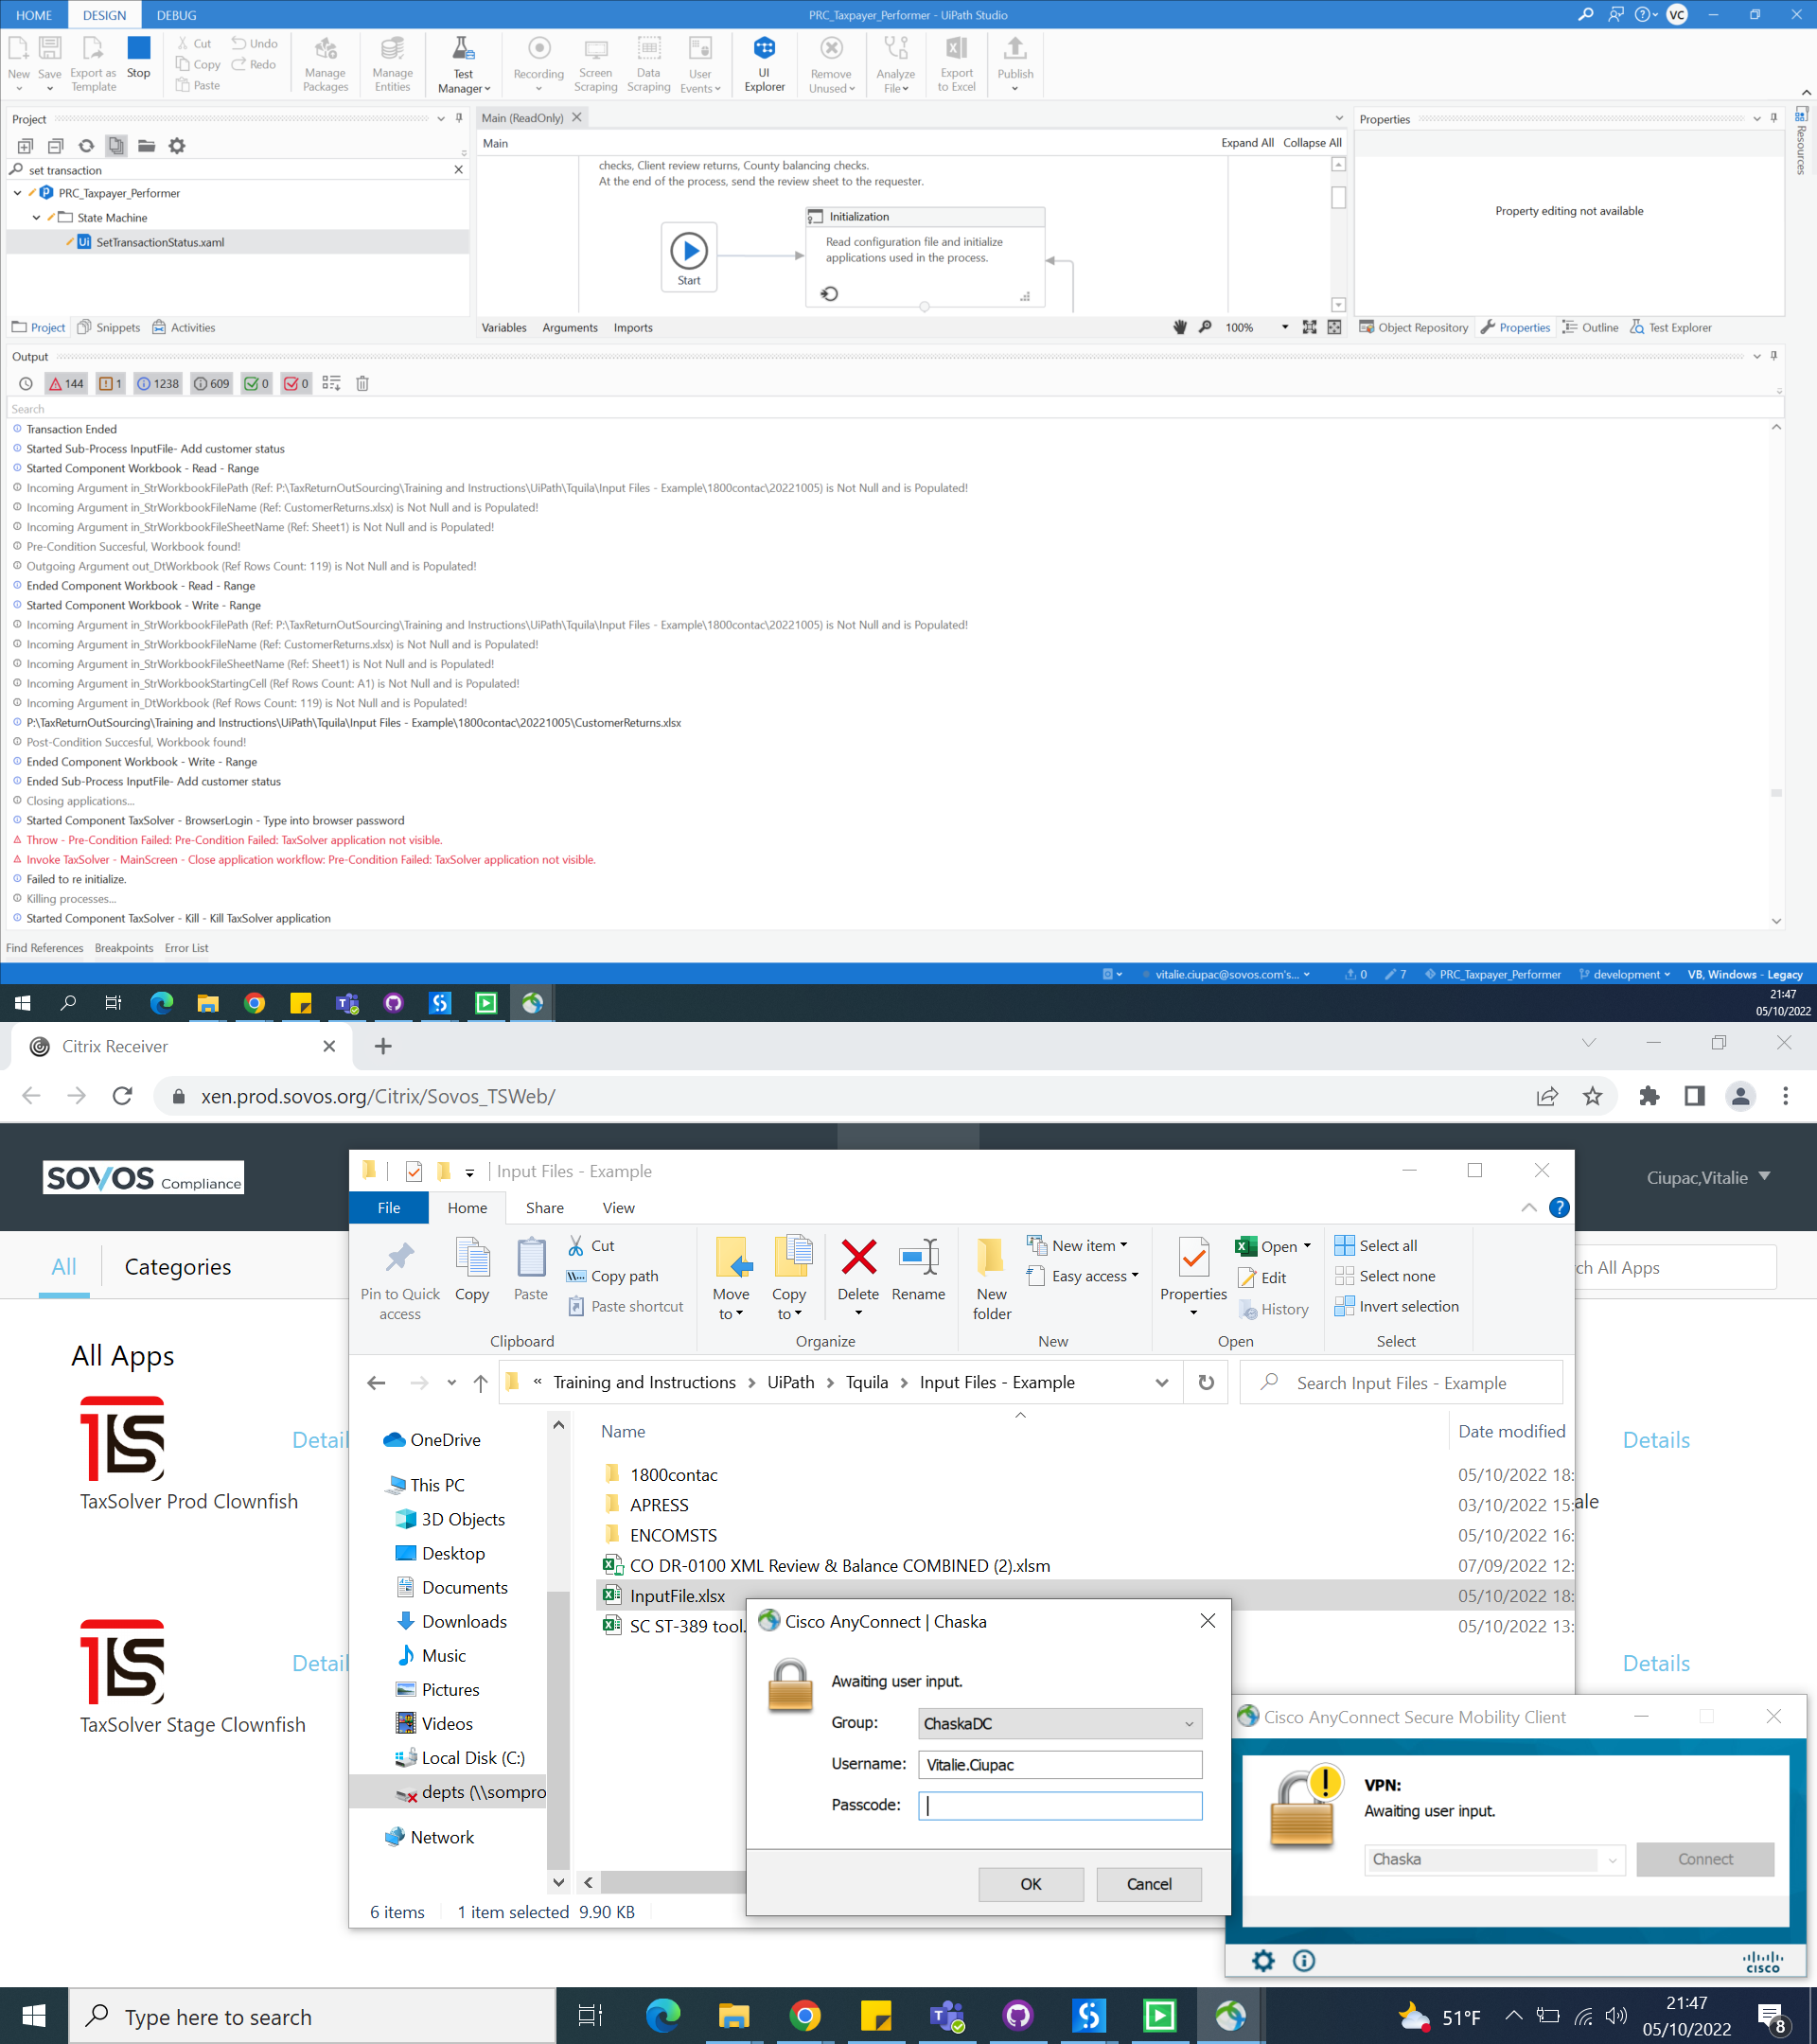 HOME DESIGN DEBUG PRC_Taxpayer_Performer - UiPath Studio VC
New Save Export as Template Stop Cut Copy Paste Undo Redo Manage Packages Manage Entities Test Manager Recording Screen Scraping Data Scraping User Events UI Explorer Remove Unused Analyze File Export to Excel Publish
Project
set transaction
PRC_Taxpayer_Performer
State Machine
Ui SetTransactionStatus.xaml
Project Snippets Activities
Main (ReadOnly)
Main Expand All Collapse All
checks, Client review returns, County balancing checks.
At the end of the process, send the review sheet to the requester.
Start
Initialization
Read configuration file and initialize
applications used in the process.
Variables Arguments Imports 100%
Properties
Property editing not available
Object Repository Properties Outline Test Explorer
Resources
Output
144 1 1238 609 0 0
Search
Transaction Ended
Started Sub-Process InputFile- Add customer status
Started Component Workbook - Read - Range
Incoming Argument in_StrWorkbookFilePath (Ref: P:\TaxReturnOutSourcing\Training and Instructions\UiPath\Tquila\Input Files - Example\1800contac\20221005) is Not Null and is Populated!
Incoming Argument in_StrWorkbookFileName (Ref: CustomerReturns.xlsx) is Not Null and is Populated!
Incoming Argument in_StrWorkbookFileSheetName (Ref: Sheet1) is Not Null and is Populated!
Pre-Condition Succesful, Workbook found!
Outgoing Argument out_DtWorkbook (Ref Rows Count: 119) is Not Null and is Populated!
Ended Component Workbook - Read - Range
Started Component Workbook - Write - Range
Incoming Argument in_StrWorkbookFilePath (Ref: P:\TaxReturnOutSourcing\Training and Instructions\UiPath\Tquila\Input Files - Example\1800contac\20221005) is Not Null and is Populated!
Incoming Argument in_StrWorkbookFileName (Ref: CustomerReturns.xlsx) is Not Null and is Populated!
Incoming Argument in_StrWorkbookFileSheetName (Ref: Sheet1) is Not Null and is Populated!
Incoming Argument in_StrWorkbookStartingCell (Ref Rows Count: A1) is Not Null and is Populated!
Incoming Argument in_DtWorkbook (Ref Rows Count: 119) is Not Null and is Populated!
P:\TaxReturnOutSourcing\Training and Instructions\UiPath\Tquila\Input Files - Example\1800contac\20221005\CustomerReturns.xlsx
Post-Condition Succesful, Workbook found!
Ended Component Workbook - Write - Range
Ended Sub-Process InputFile- Add customer status
Closing applications...
Started Component TaxSolver - BrowserLogin - Type into browser password
Throw - Pre-Condition Failed: Pre-Condition Failed: TaxSolver application not visible.
Invoke TaxSolver - MainScreen - Close application workflow: Pre-Condition Failed: TaxSolver application not visible.
Failed to re initialize.
Killing processes...
Started Component TaxSolver - Kill - Kill TaxSolver application
Find References Breakpoints Error List
vitalie.ciupac@sovos.com's... 0 7 PRC_Taxpayer_Performer development VB, Windows - Legacy
21:47
05/10/2022
Citrix Receiver
xen.prod.sovos.org/Citrix/Sovos_TSWeb/
SOVOS Compliance
Ciupac,Vitalie
All Categories
ch All Apps
All Apps
TS
Detail
TaxSolver Prod Clownfish
TS
Detail
TaxSolver Stage Clownfish
Details
ale
Details
Input Files - Example
File Home Share View
Pin to Quick access Copy Paste Cut Copy path Paste shortcut Move to Copy to Delete Rename New folder New item Easy access Properties Open Edit History Select all Select none Invert selection
Clipboard Organize New Open Select
« Training and Instructions > UiPath > Tquila > Input Files - Example
Search Input Files - Example
OneDrive
This PC
3D Objects
Desktop
Documents
Downloads
Music
Pictures
Videos
Local Disk (C:)
depts (\\sompro
Network
Name Date modified
1800contac 05/10/2022 18:
APRESS 03/10/2022 15:
ENCOMSTS 05/10/2022 16:
CO DR-0100 XML Review & Balance COMBINED (2).xlsm 07/09/2022 12:
InputFile.xlsx 05/10/2022 18:
SC ST-389 tool. 05/10/2022 13:
6 items 1 item selected 9.90 KB
Cisco AnyConnect | Chaska
Awaiting user input.
Group: ChaskaDC
Username: Vitalie.Ciupac
Passcode:
OK Cancel
Cisco AnyConnect Secure Mobility Client
VPN:
Awaiting user input.
Chaska Connect
CISCO
Type here to search
51°F
21:47
05/10/2022
8